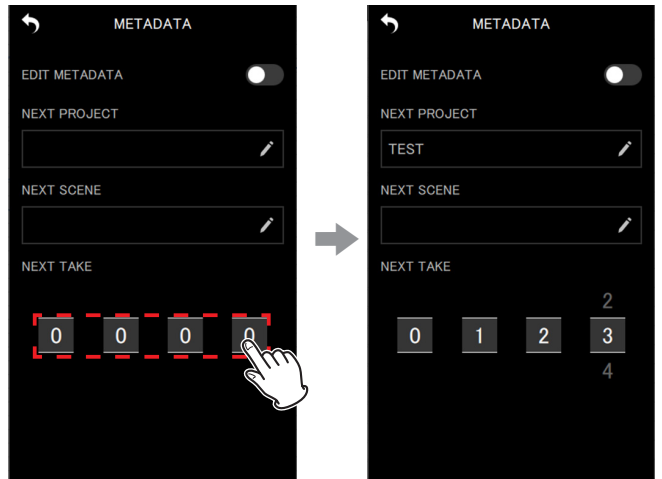 METADATA
EDIT METADATA
NEXT PROJECT
NEXT SCENE
NEXT TAKE
0 0 0 0
METADATA
EDIT METADATA
NEXT PROJECT
TEST
NEXT SCENE
NEXT TAKE
2
0 1 2 3
4